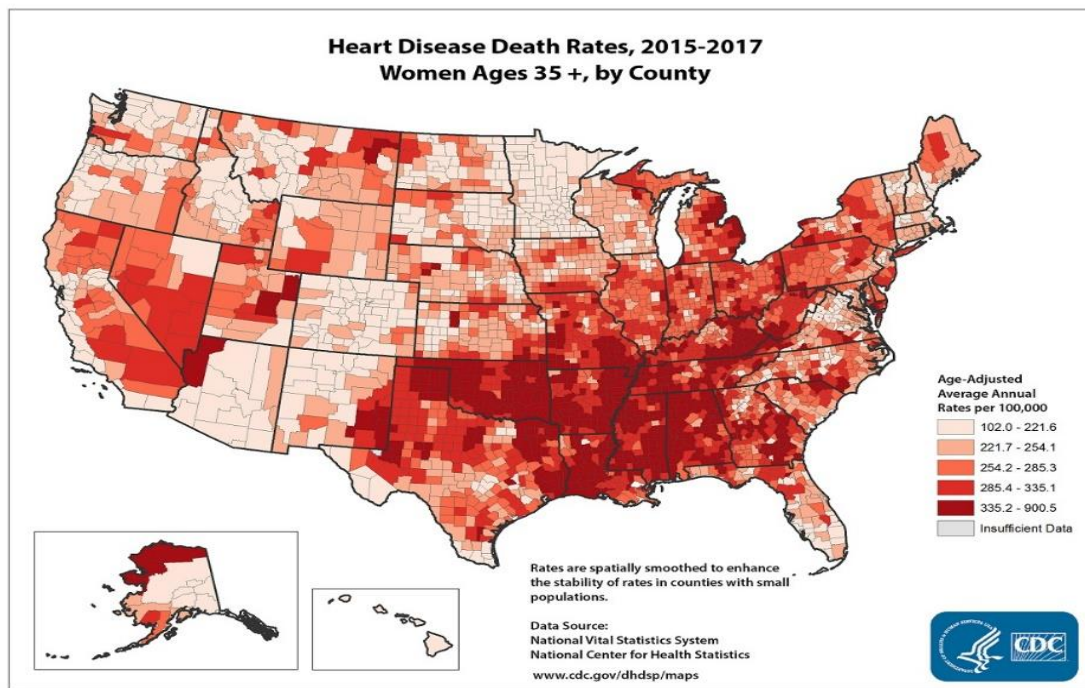 Heart Disease Death Rates, 2015-2017
Women Ages 35 +, by County
Age-Adjusted
Average Annual
Rates per 100,000
102.0 - 221.6
221.7 - 254.1
254.2 - 285.3
285.4 - 335.1
335.2 - 900.5
Insufficient Data
Rates are spatially smoothed to enhance
the stability of rates in counties with small
populations.
Data Source:
National Vital Statistics System
National Center for Health Statistics
www.cdc.gov/dhdsp/maps
CDC